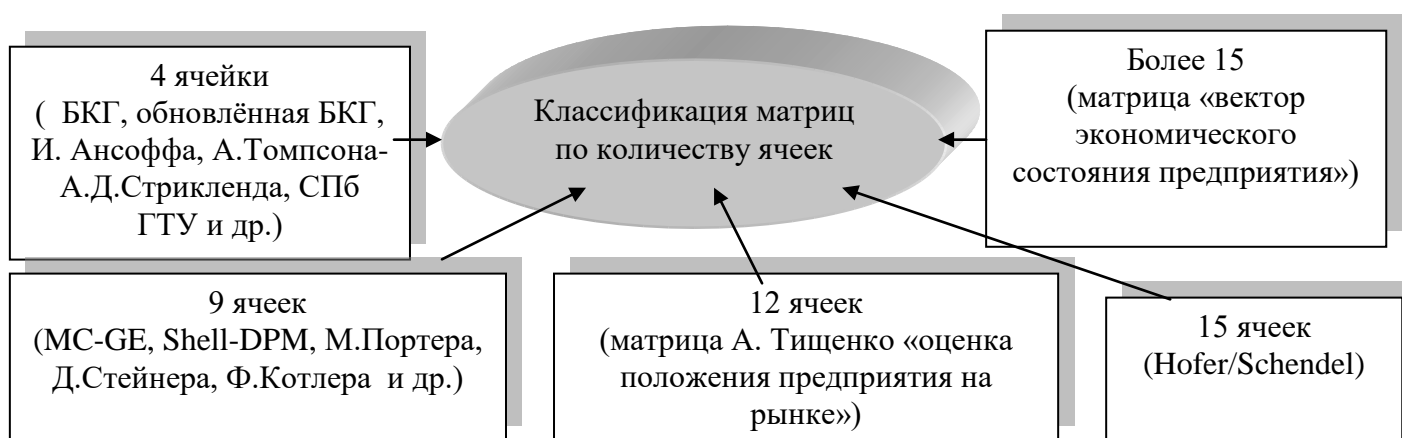 4 ячейки
( БКГ, обновлённая БКГ,
И. Ансоффа, А.Томпсона-
А.Д.Стрикленда, СПб
ГТУ и др.)
Классификация матриц
по количеству ячеек
Более 15
(матрица «вектор
экономического
состояния предприятия»)
9 ячеек
(MC-GE, Shell-DPM, М.Портера,
Д.Стейнера, Ф.Котлера и др.)
12 ячеек
(матрица А. Тищенко «оценка
положения предприятия на
рынке»)
15 ячеек
(Hofer/Schendel)